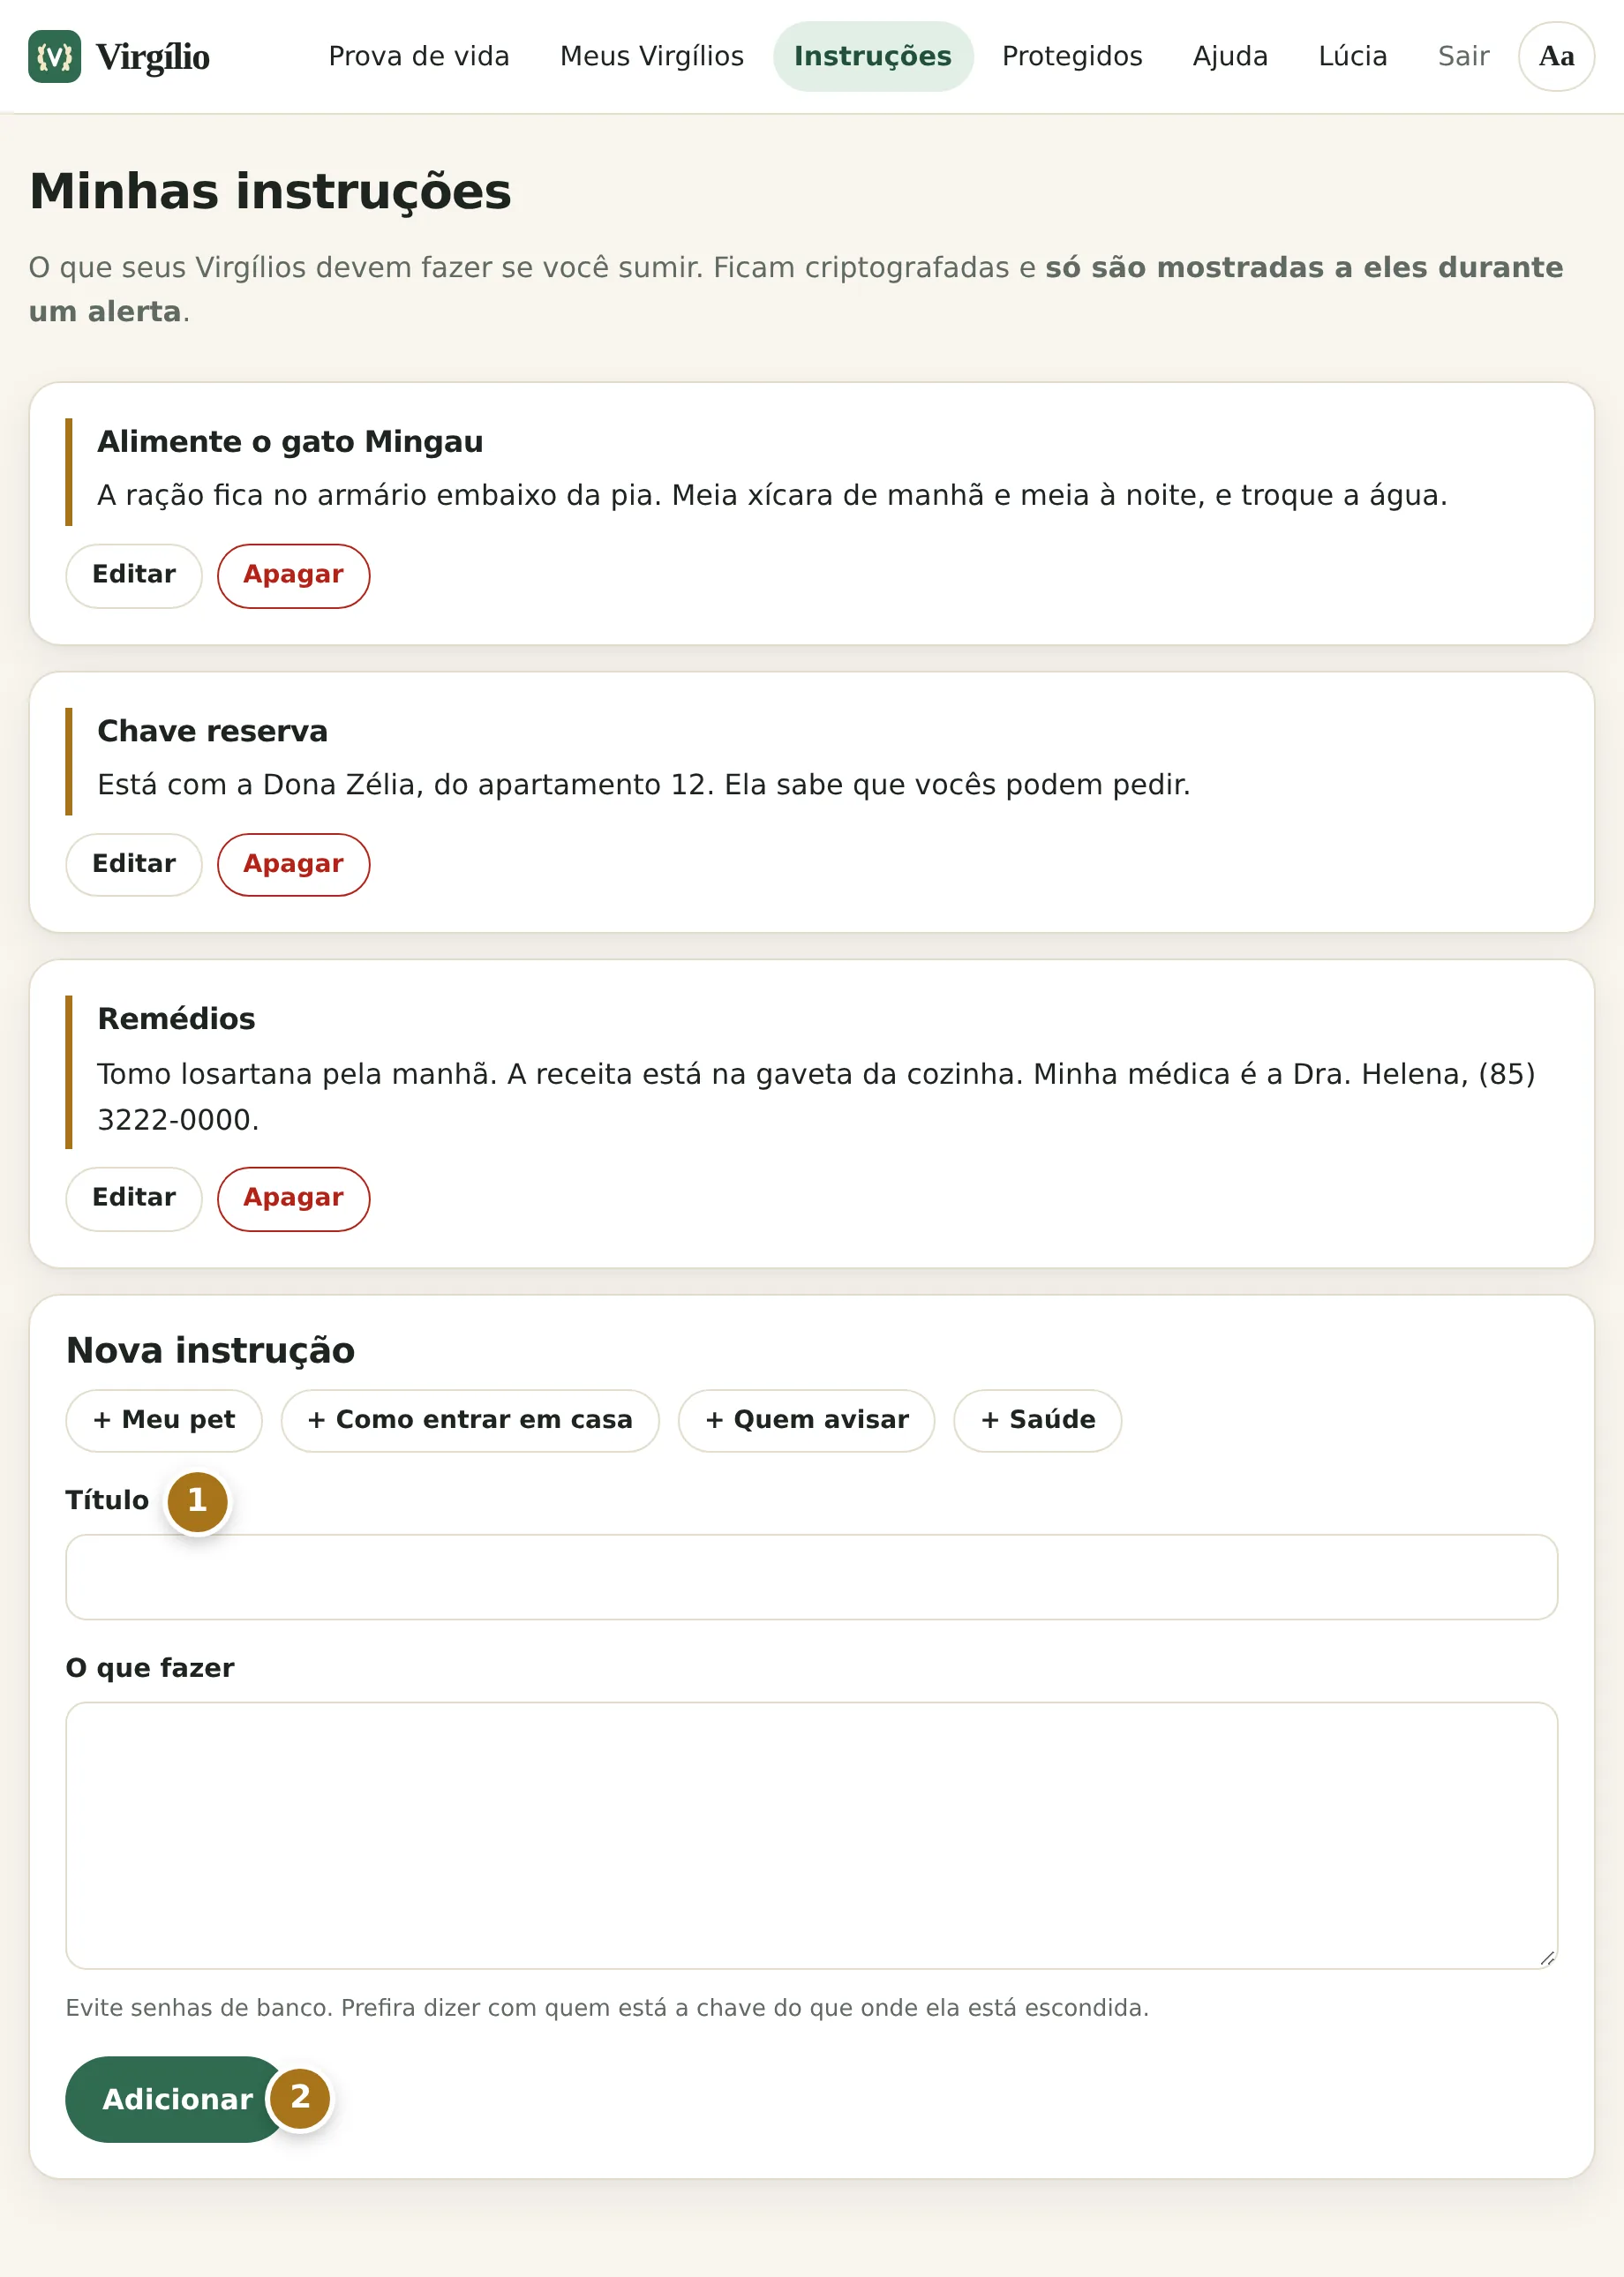 Virgílio
Prova de vida
Meus Virgílios
Instruções
Protegidos
Ajuda
Lúcia
Sair
Aa
Minhas instruções
O que seus Virgílios devem fazer se você sumir. Ficam criptografadas e só são mostradas a eles durante
um alerta.
Alimente o gato Mingau
A ração fica no armário embaixo da pia. Meia xícara de manhã e meia à noite, e troque a água.
Editar
Apagar
Chave reserva
Está com a Dona Zélia, do apartamento 12. Ela sabe que vocês podem pedir.
Editar
Apagar
Remédios
Tomo losartana pela manhã. A receita está na gaveta da cozinha. Minha médica é a Dra. Helena, (85)
3222-0000.
Editar
Apagar
Nova instrução
+ Meu pet
+ Como entrar em casa
+ Quem avisar
+ Saúde
Título
1
O que fazer
Evite senhas de banco. Prefira dizer com quem está a chave do que onde ela está escondida.
Adicionar
2